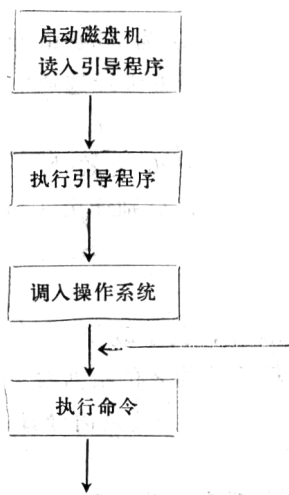 启动磁盘机
读入引导程序
执行引导程序
调入操作系统
执行命令